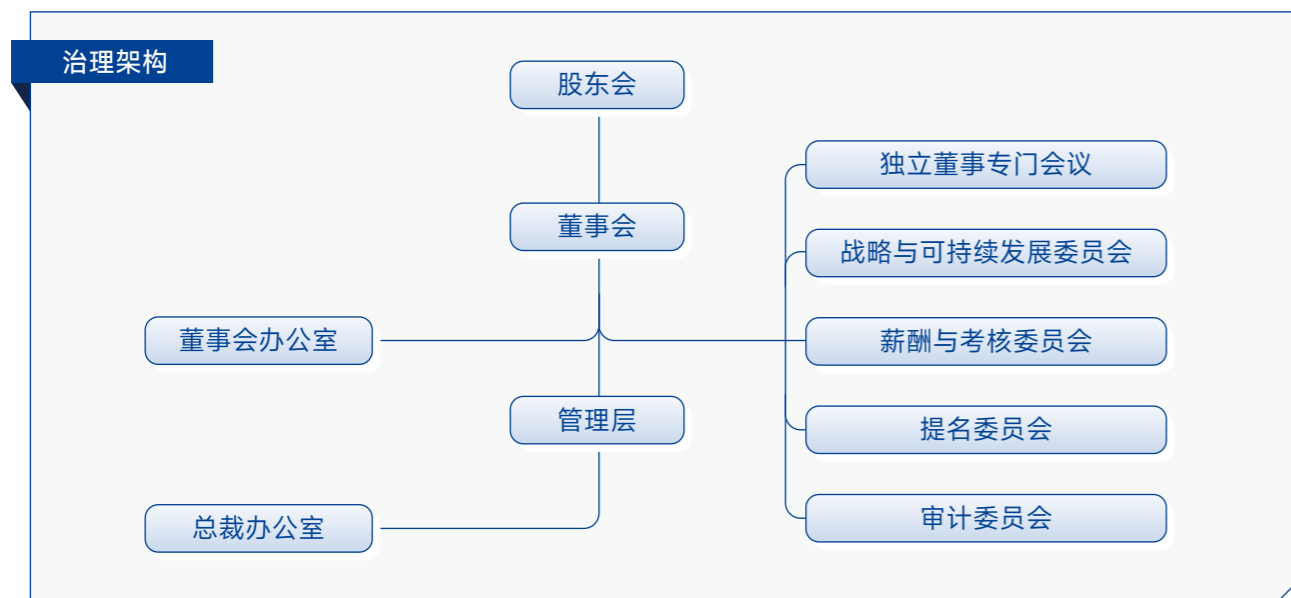 治理架构
股东会
独立董事专门会议
董事会
战略与可持续发展委员会
董事会办公室
薪酬与考核委员会
管理层
提名委员会
总裁办公室
审计委员会